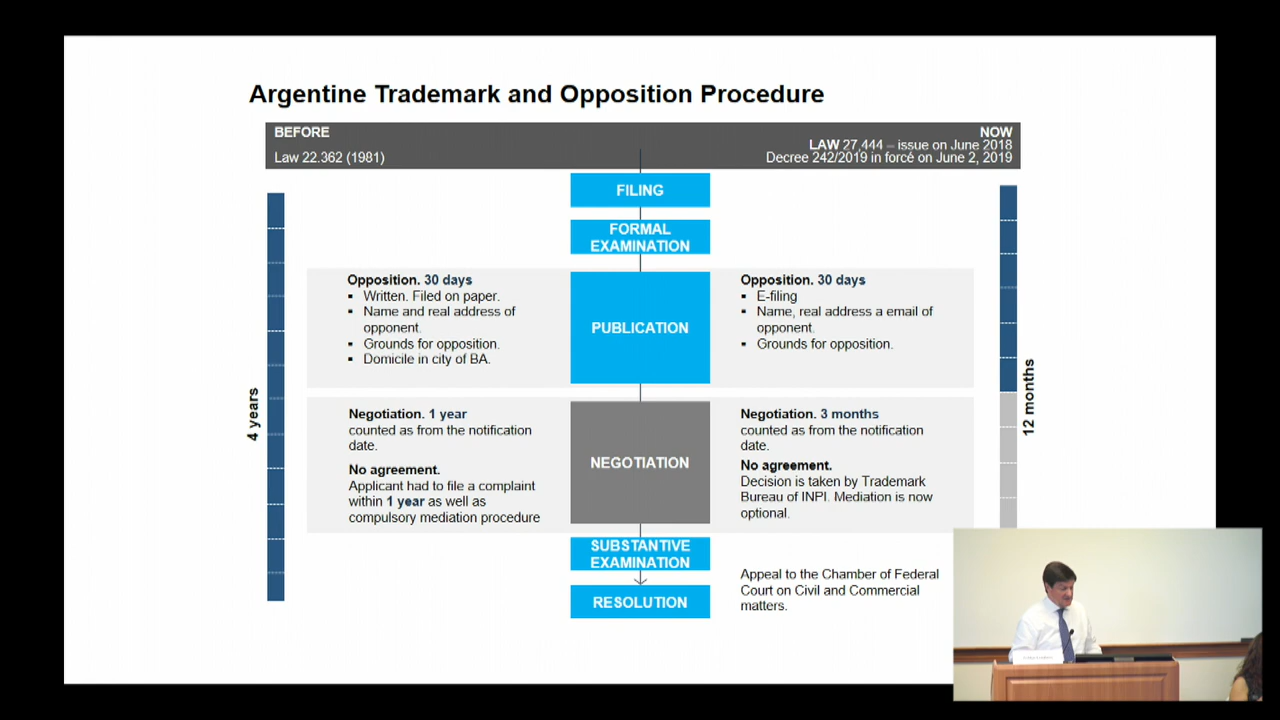 Argentine Trademark and Opposition Procedure
BEFORE
Law 22.362 (1981)
NOW
LAW 27,444 – issue on June 2018
Decree 242/2019 in forcé on June 2, 2019
FILING
FORMAL
EXAMINATION
Opposition. 30 days
▪ Written. Filed on paper.
▪ Name and real address of
opponent.
▪ Grounds for opposition.
▪ Domicile in city of BA.
PUBLICATION
Opposition. 30 days
▪ E-filing
▪ Name, real address a email of
opponent.
▪ Grounds for opposition.
4 years
12 months
Negotiation. 1 year
counted as from the notification
date.
No agreement.
Applicant had to file a complaint
within 1 year as well as
compulsory mediation procedure
NEGOTIATION
Negotiation. 3 months
counted as from the notification
date.
No agreement.
Decision is taken by Trademark
Bureau of INPI. Mediation is now
optional.
SUBSTANTIVE
EXAMINATION
RESOLUTION
Appeal to the Chamber of Federal
Court on Civil and Commercial
matters.